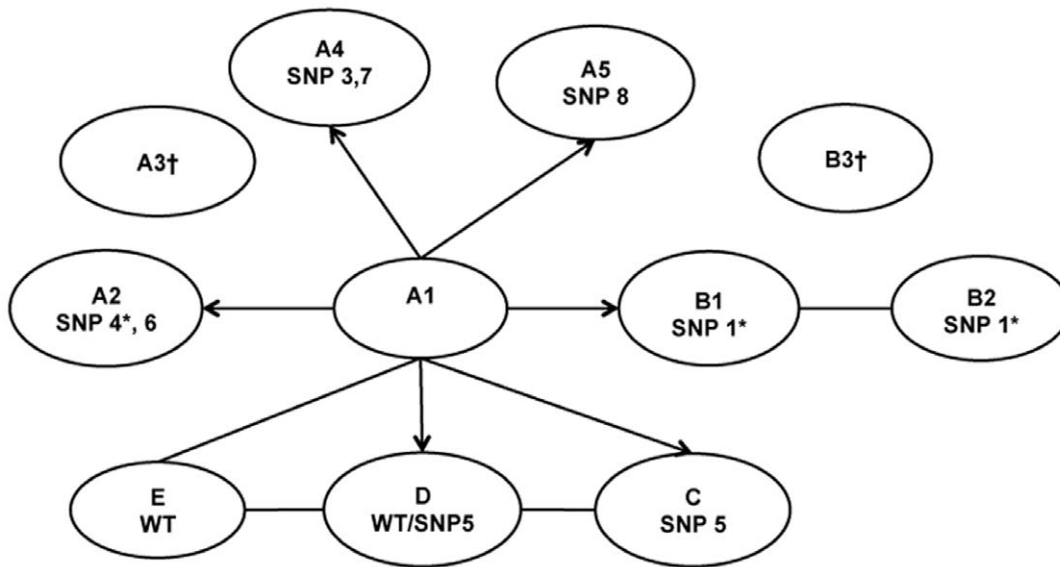 A4
SNP 3,7
A5
SNP 8
A3†
B3†
A2
SNP 4*, 6
A1
B1
SNP 1*
B2
SNP 1*
E
WT
D
WT/SNP5
C
SNP 5